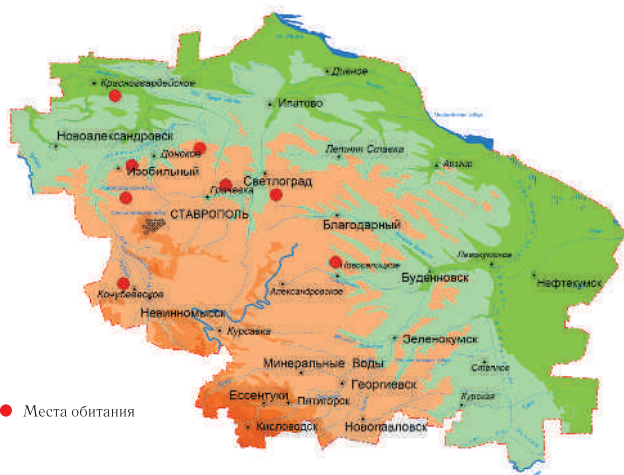 Дивное
Красногвардейское
Ипатово
Новоалександровск
Донское
Летняя Ставка
Арзгир
Изобильный
Светлоград
Грачевка
СТАВРОПОЛЬ
Благодарный
Левокумское
Новоселицкое
Буденновск
Нефтекумск
Кочубеевское
Александровское
Невинномысск
Курсавка
Зеленокумск
Минеральные Воды
Степное
Георгиевск
Ессентуки
Пятигорск
Курская
Кисловодск
Новопавловск
Места обитания